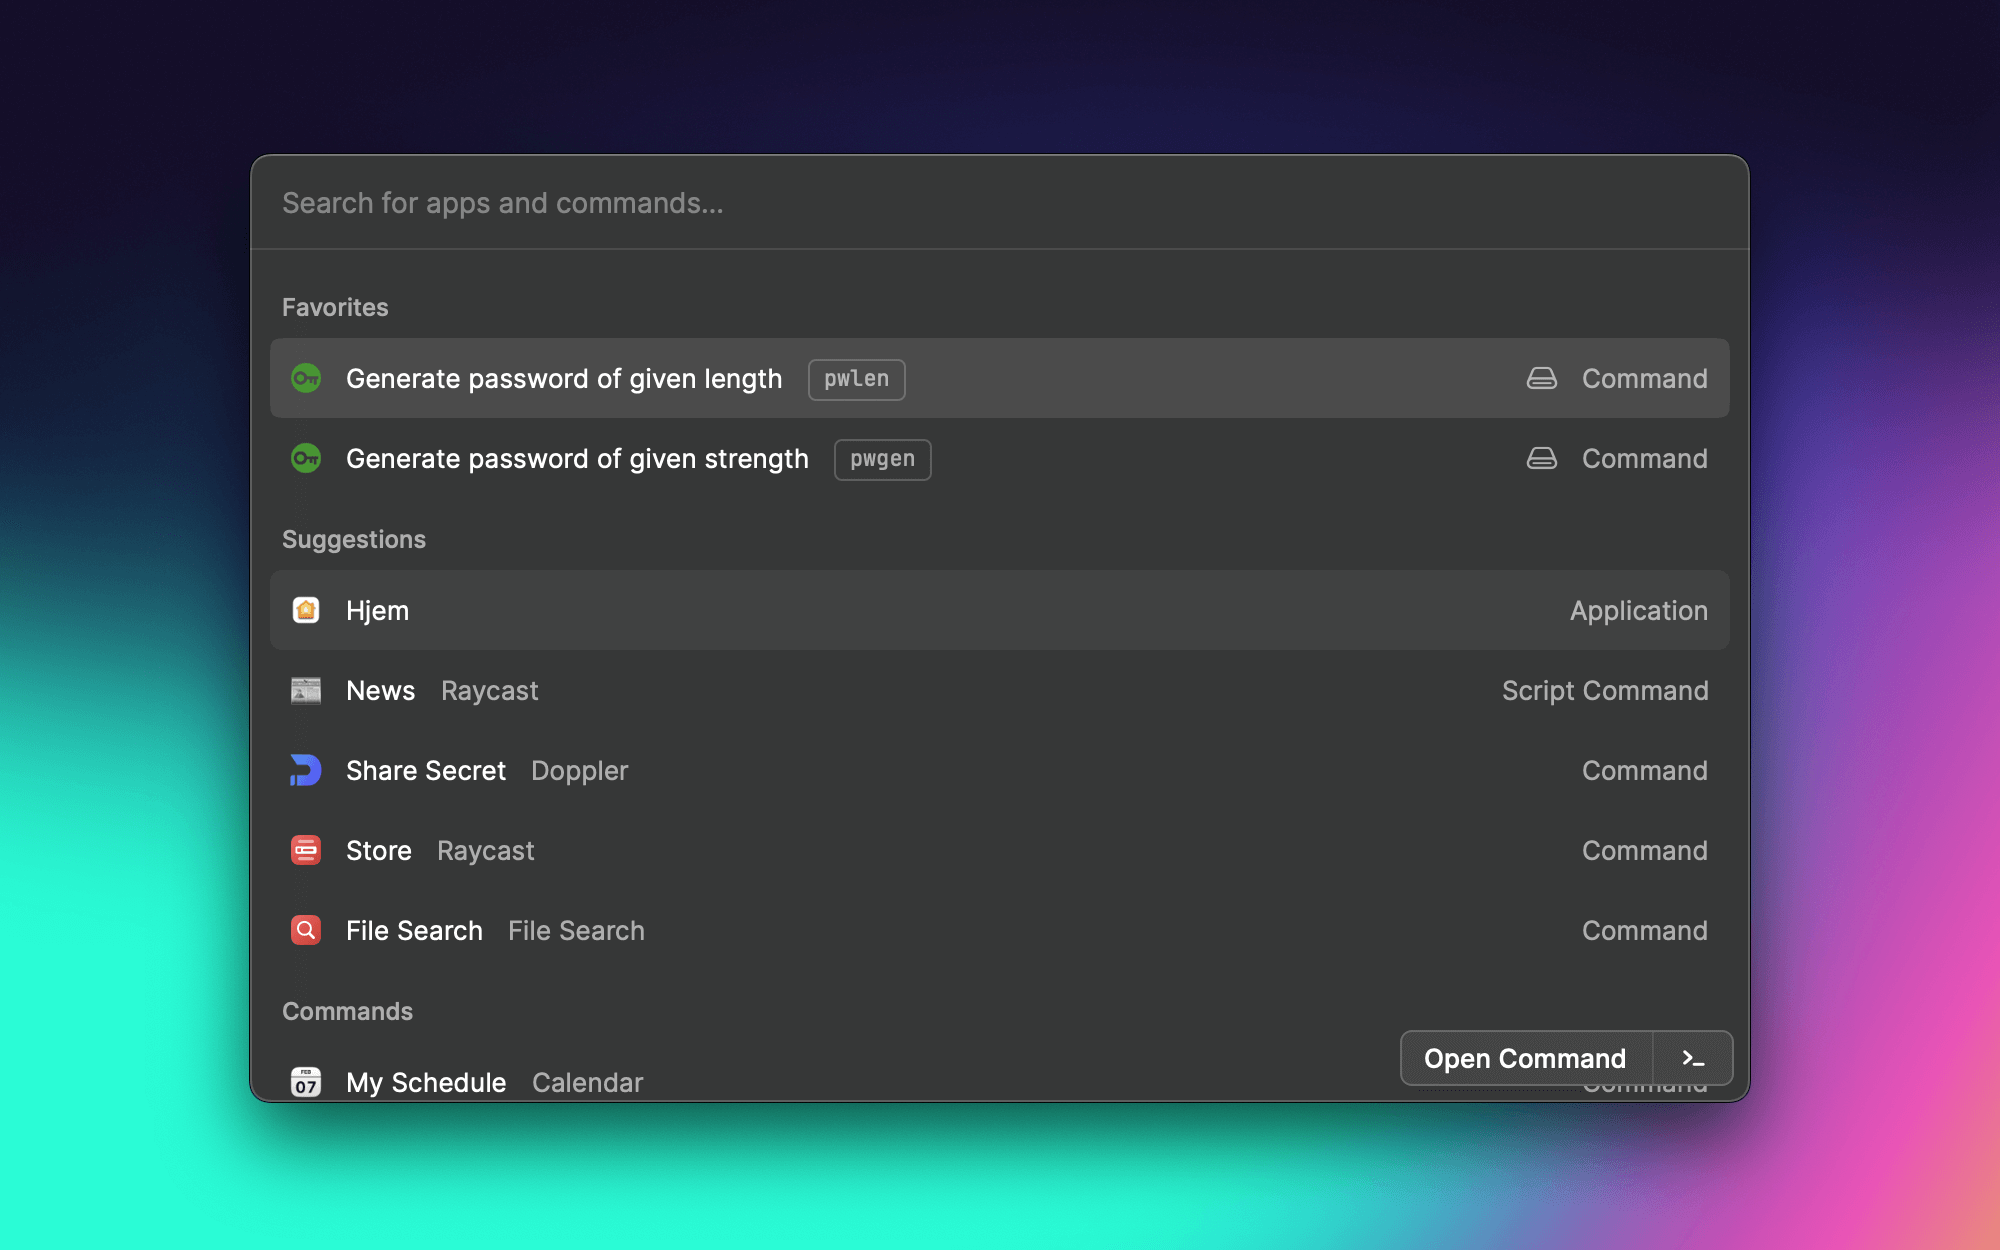 Search for apps and commands...
Favorites
Generate password of given length pwlen Command
Generate password of given strength pwgen Command
Suggestions
Hjem Application
News Raycast Script Command
Share Secret Doppler Command
Store Raycast Command
File Search File Search Command
Commands
Open Command >_
FEB
07 My Schedule Calendar Command